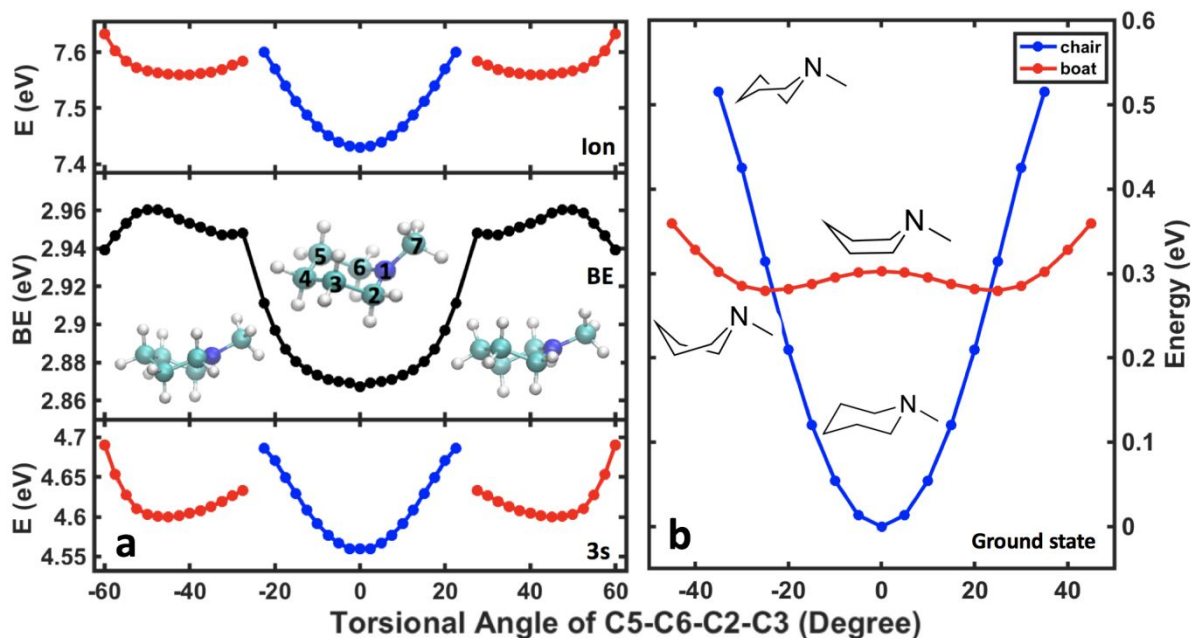 7.6
7.5
7.4
E (eV)
Ion
2.96
2.94
2.92
2.9
2.88
2.86
BE (eV)
BE
1
2
3
4
5
6
7
4.7
4.65
4.6
4.55
E (eV)
a
3s
-60 -40 -20 0 20 40 60
chair
boat
N
N
N
N
0.6
0.5
0.4
0.3
0.2
0.1
0
Energy (eV)
b
Ground state
-40 -20 0 20 40
Torsional Angle of C5-C6-C2-C3 (Degree)